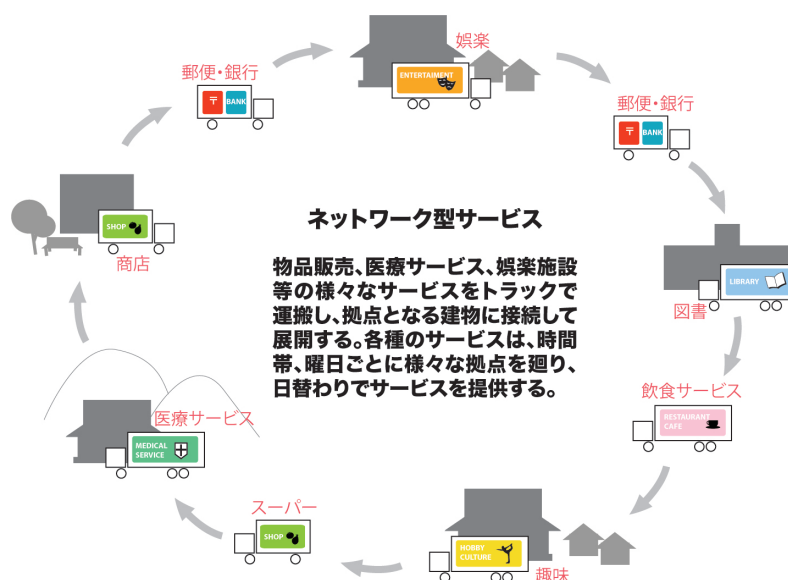 娯楽
ENTERTAIMENT
郵便・銀行
〒 BANK
郵便・銀行
〒 BANK
SHOP
商店
ネットワーク型サービス
物品販売、医療サービス、娯楽施設
等の様々なサービスをトラックで
運搬し、拠点となる建物に接続して
展開する。各種のサービスは、時間
帯、曜日ごとに様々な拠点を廻り、
日替わりでサービスを提供する。
LIBRARY
図書
飲食サービス
RESTAURANT
CAFE
医療サービス
MEDICAL
SERVICE
スーパー
SHOP
HOBBY
CULTURE
趣味